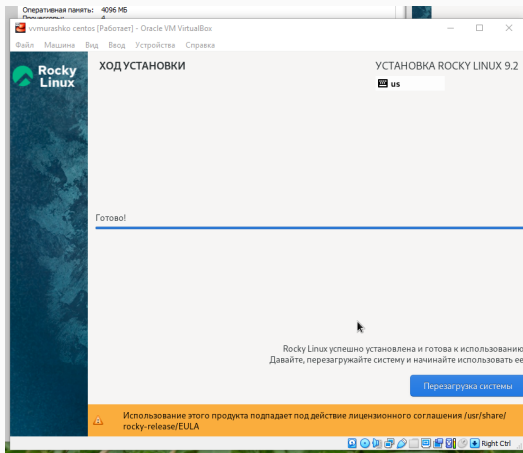 Оперативная память: 4096 МБ
Процессоры: 4
vvmurashko centos [Работает] - Oracle VM VirtualBox
Файл Машина Вид Ввод Устройства Справка
Rocky Linux
ХОД УСТАНОВКИ
УСТАНОВКА ROCKY LINUX 9.2
us
Готово!
Rocky Linux успешно установлена и готова к использованию
Давайте, перезагружайте систему и начинайте использовать ее
Перезагрузка системы
Использование этого продукта подпадает под действие лицензионного соглашения /usr/share/
rocky-release/EULA
Right Ctrl